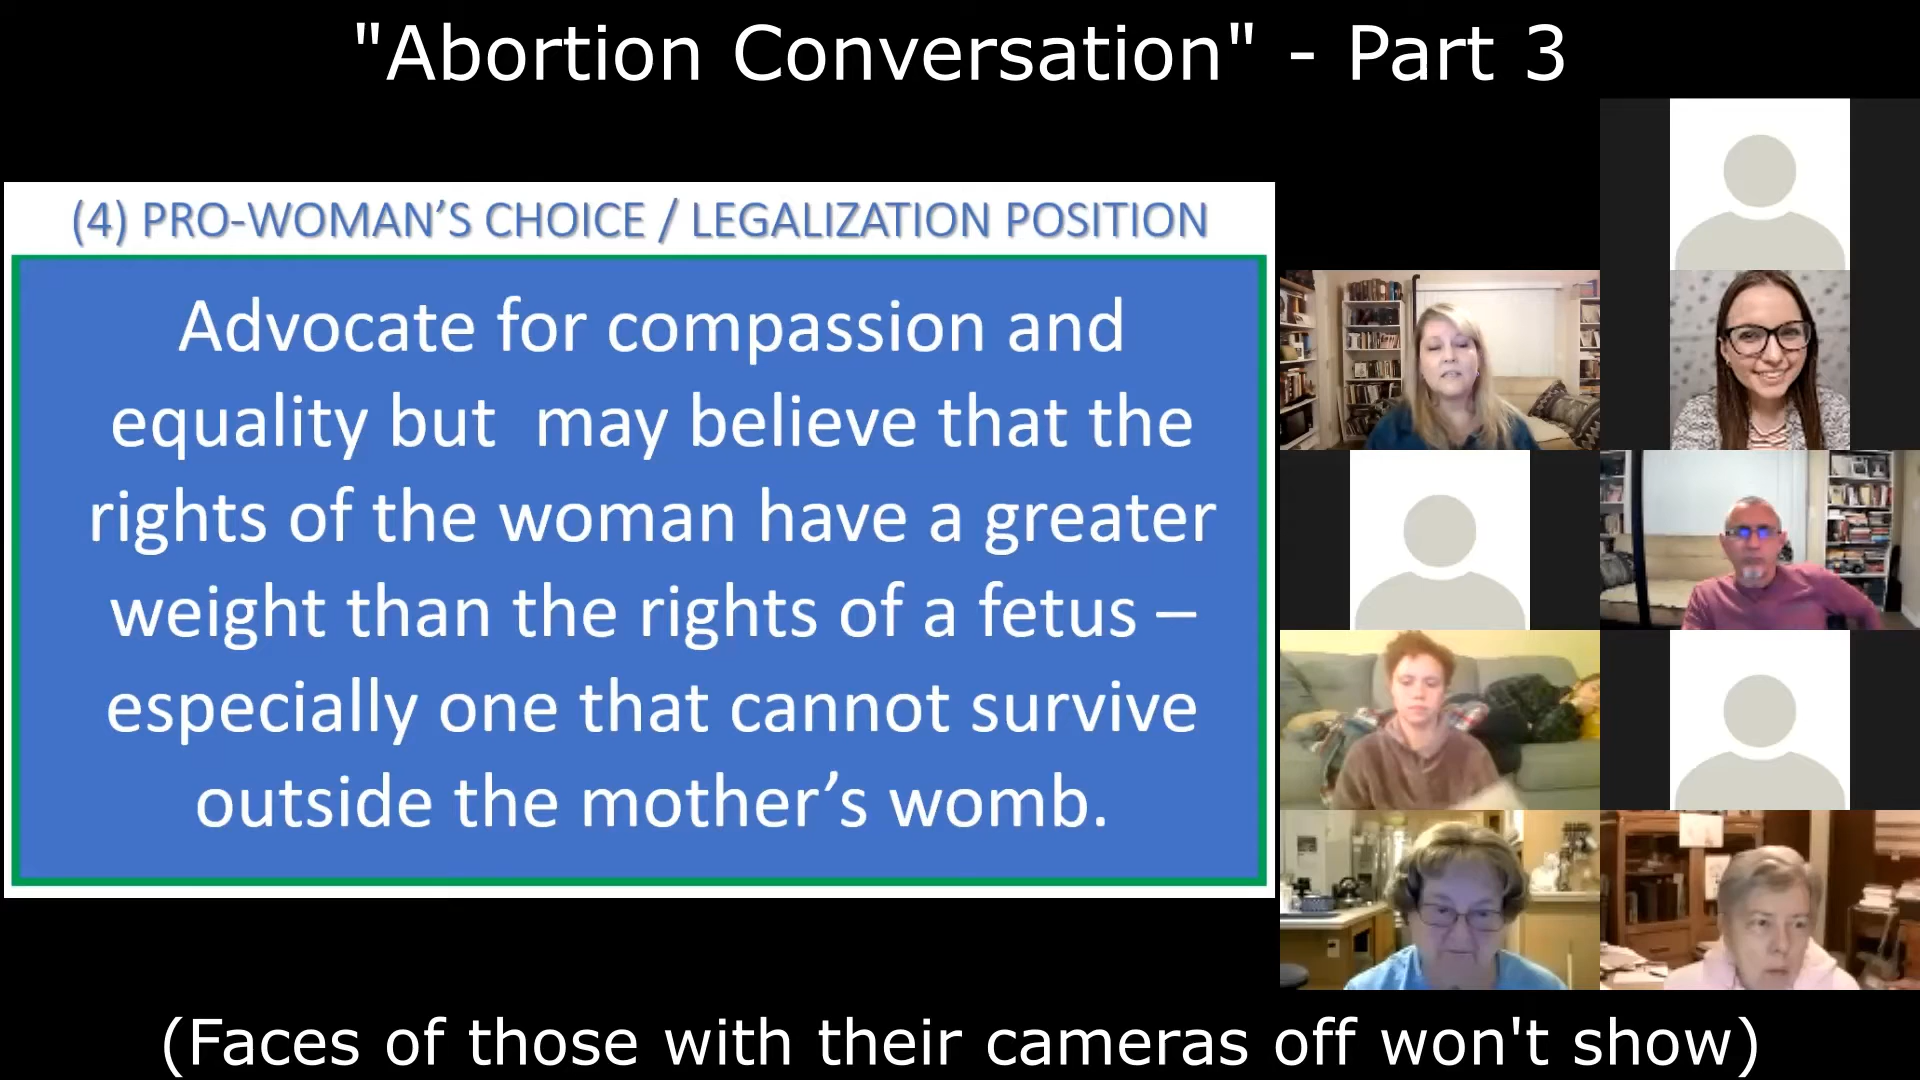 "Abortion Conversation" - Part 3
(4) PRO-WOMAN’S CHOICE / LEGALIZATION POSITION
Advocate for compassion and
equality but  may believe that the
rights of the woman have a greater
weight than the rights of a fetus –
especially one that cannot survive
outside the mother’s womb.
(Faces of those with their cameras off won't show)